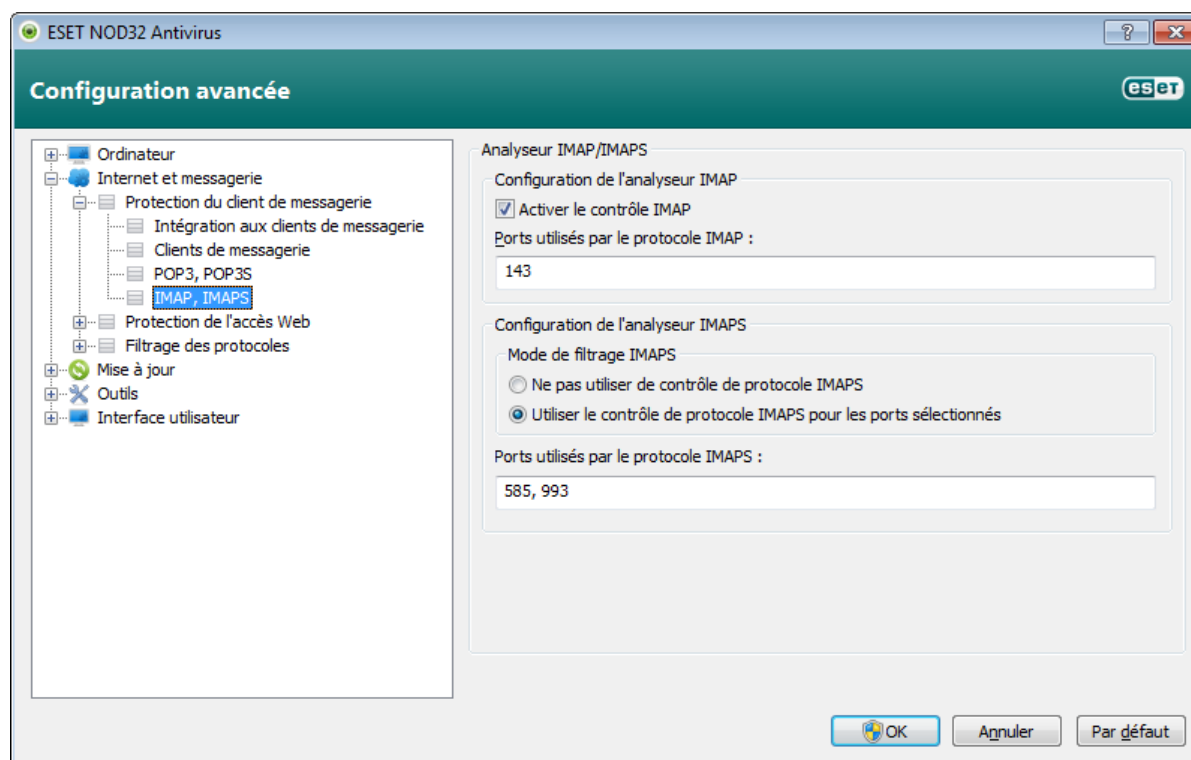 ESET NOD32 Antivirus
?
Configuration avancée
eset
Ordinateur
Internet et messagerie
Protection du client de messagerie
Intégration aux clients de messagerie
Clients de messagerie
POP3, POP3S
IMAP, IMAPS
Protection de l'accès Web
Filtrage des protocoles
Mise à jour
Outils
Interface utilisateur
Analyseur IMAP/IMAPS
Configuration de l'analyseur IMAP
Activer le contrôle IMAP
Ports utilisés par le protocole IMAP :
143
Configuration de l'analyseur IMAPS
Mode de filtrage IMAPS
Ne pas utiliser de contrôle de protocole IMAPS
Utiliser le contrôle de protocole IMAPS pour les ports sélectionnés
Ports utilisés par le protocole IMAPS :
585, 993
OK
Annuler
Par défaut